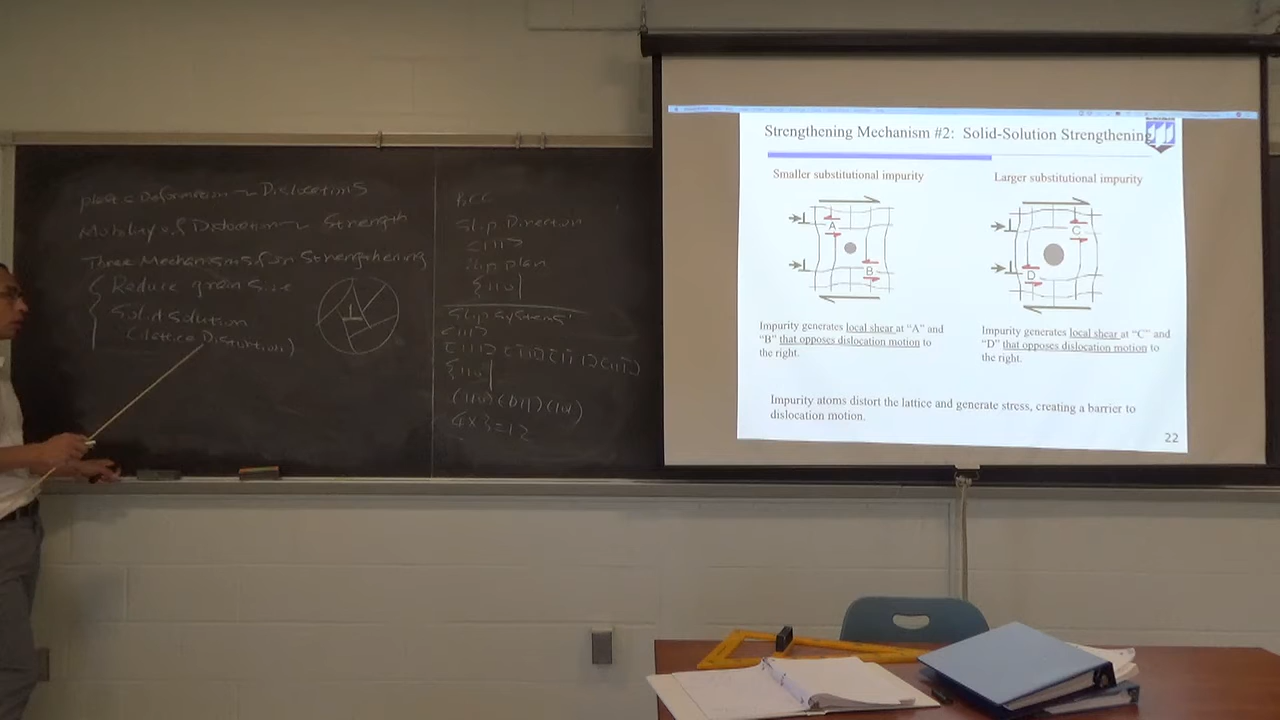 plastic Deformation ~ Dislocations
Mobility of Dislocation ~ Strength
Three Mechanisms for Strengthening
Reduce grain size
Solid Solution
(lattice Distortion)
BCC
Slip Direction
<111>
Slip plan
{110}
Slip Systems
<111>
{110}
(110) (011) (101)
4×3=12
Strengthening Mechanism #2: Solid-Solution Strengthening
Smaller substitutional impurity
A
B
Impurity generates local shear at “A” and
“B” that opposes dislocation motion to
the right.
Larger substitutional impurity
C
D
Impurity generates local shear at “C” and
“D” that opposes dislocation motion to
the right.
Impurity atoms distort the lattice and generate stress, creating a barrier to
dislocation motion.
22